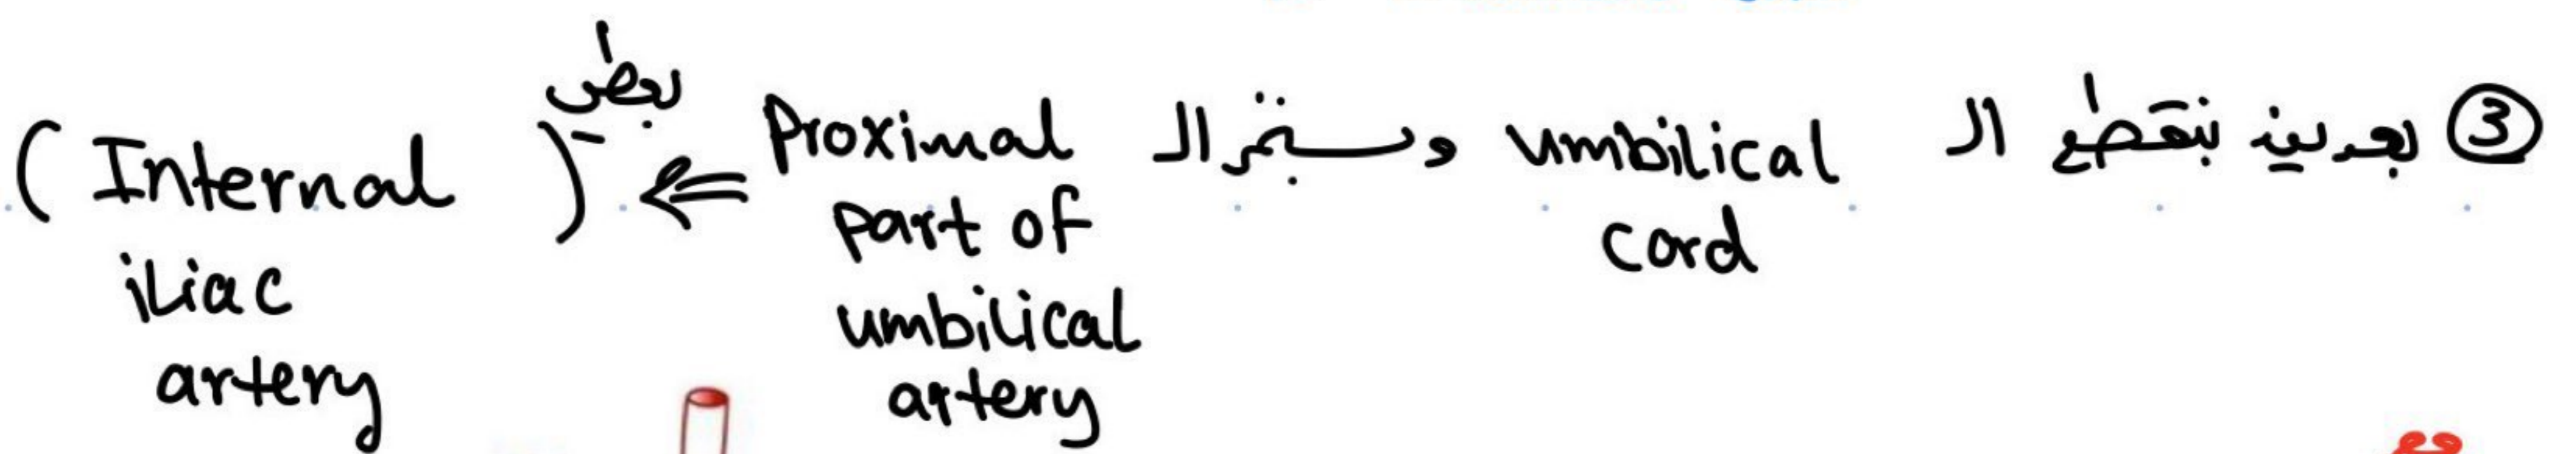 ③ بعدين بنقطع الـ umbilical cord وبستمر الـ Proximal part of umbilical artery ⇐ بعطي (Internal iliac artery)